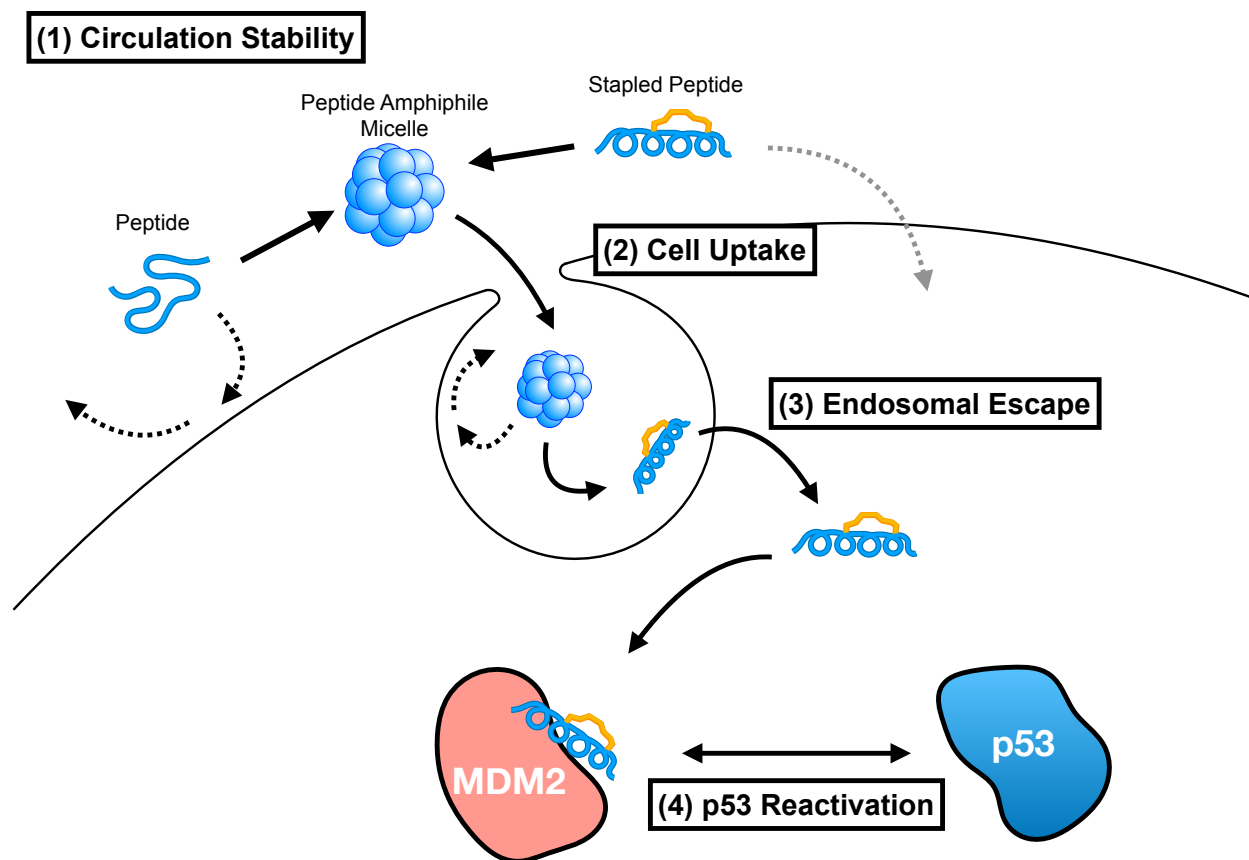 (1) Circulation Stability
Stapled Peptide
Peptide Amphiphile
Micelle
Peptide
(2) Cell Uptake
(3) Endosomal Escape
MDM2
p53
(4) p53 Reactivation